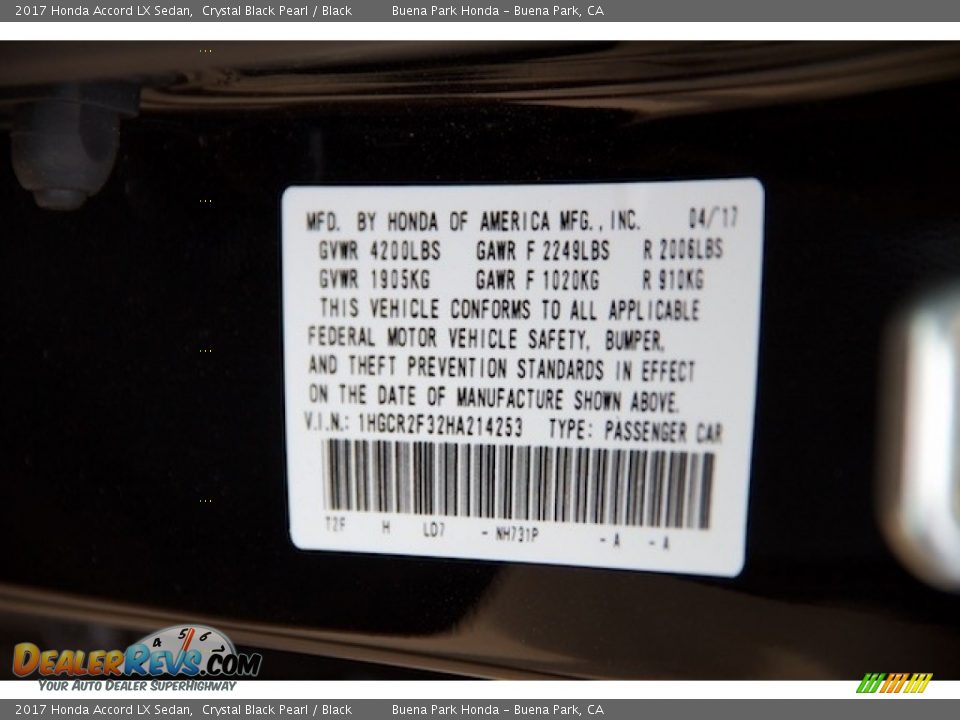 2017 Honda Accord LX Sedan, Crystal Black Pearl / Black Buena Park Honda - Buena Park, CA
MFD. BY HONDA OF AMERICA MFG., INC. 04/'17
GVWR 4200LBS GAWR F 2249LBS R 2006LBS
GVWR 1905KG GAWR F 1020KG R 910KG
THIS VEHICLE CONFORMS TO ALL APPLICABLE
FEDERAL MOTOR VEHICLE SAFETY, BUMPER,
AND THEFT PREVENTION STANDARDS IN EFFECT
ON THE DATE OF MANUFACTURE SHOWN ABOVE.
V.I.N.: 1HGCR2F32HA214253 TYPE: PASSENGER CAR
T2F H LD7 - NH731P - A - A
4 5 6
DEALERREVS.COM
YOUR AUTO DEALER SUPERHIGHWAY
2017 Honda Accord LX Sedan, Crystal Black Pearl / Black Buena Park Honda - Buena Park, CA